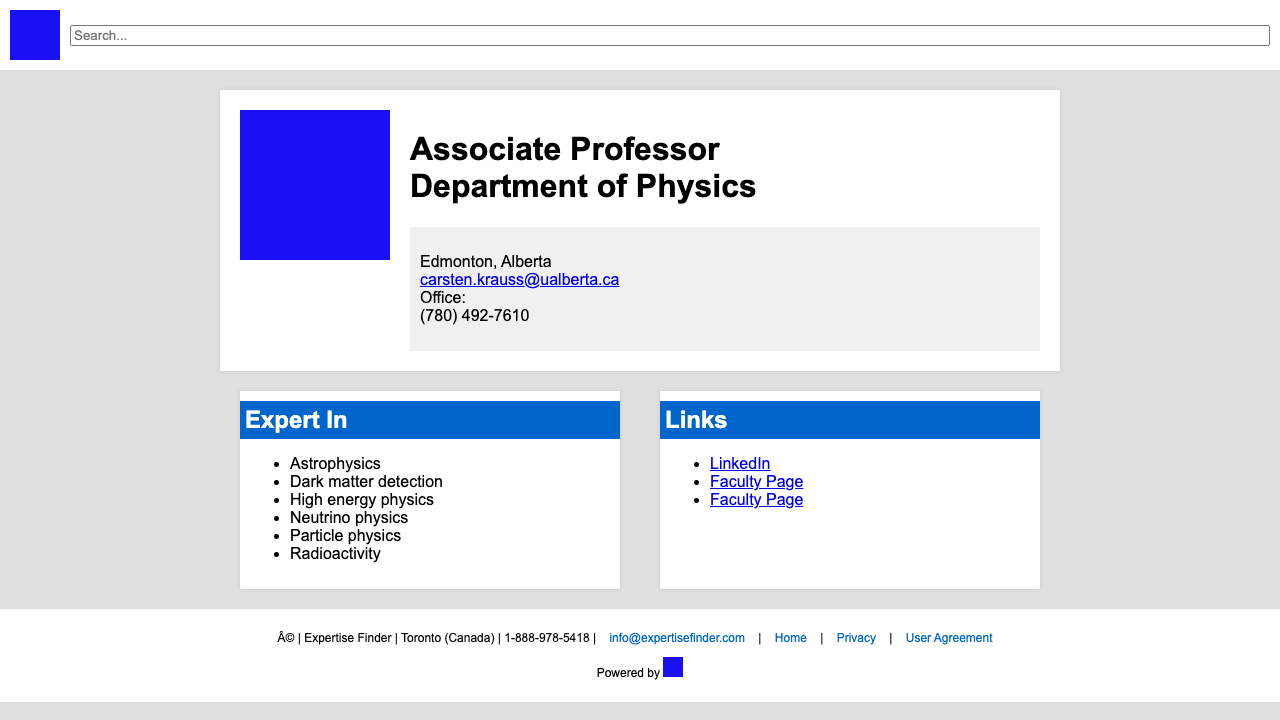 Search...
Associate Professor
Department of Physics
Edmonton, Alberta
carsten.krauss@ualberta.ca
Office:
(780) 492-7610
Expert In
Astrophysics
Dark matter detection
High energy physics
Neutrino physics
Particle physics
Radioactivity
Links
LinkedIn
Faculty Page
Faculty Page
Â© | Expertise Finder | Toronto (Canada) | 1-888-978-5418 | info@expertisefinder.com | Home | Privacy | User Agreement
Powered by